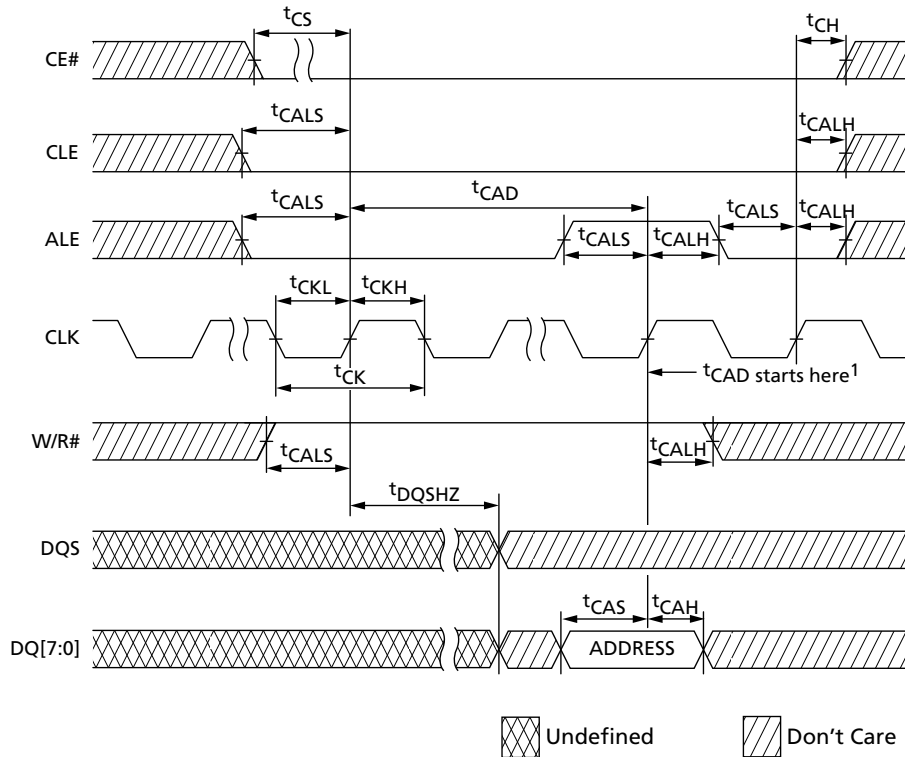 tCS
tCH
CE#
tCALS
tCALH
CLE
tCALS
tCAD
tCALS
tCALH
ALE
tCALS
tCALH
tCKL
tCKH
CLK
tCK
tCAD starts here1
W/R#
tCALS
tCALH
tDQSHZ
DQS
tCAS
tCAH
DQ[7:0]
ADDRESS
Undefined
Don't Care